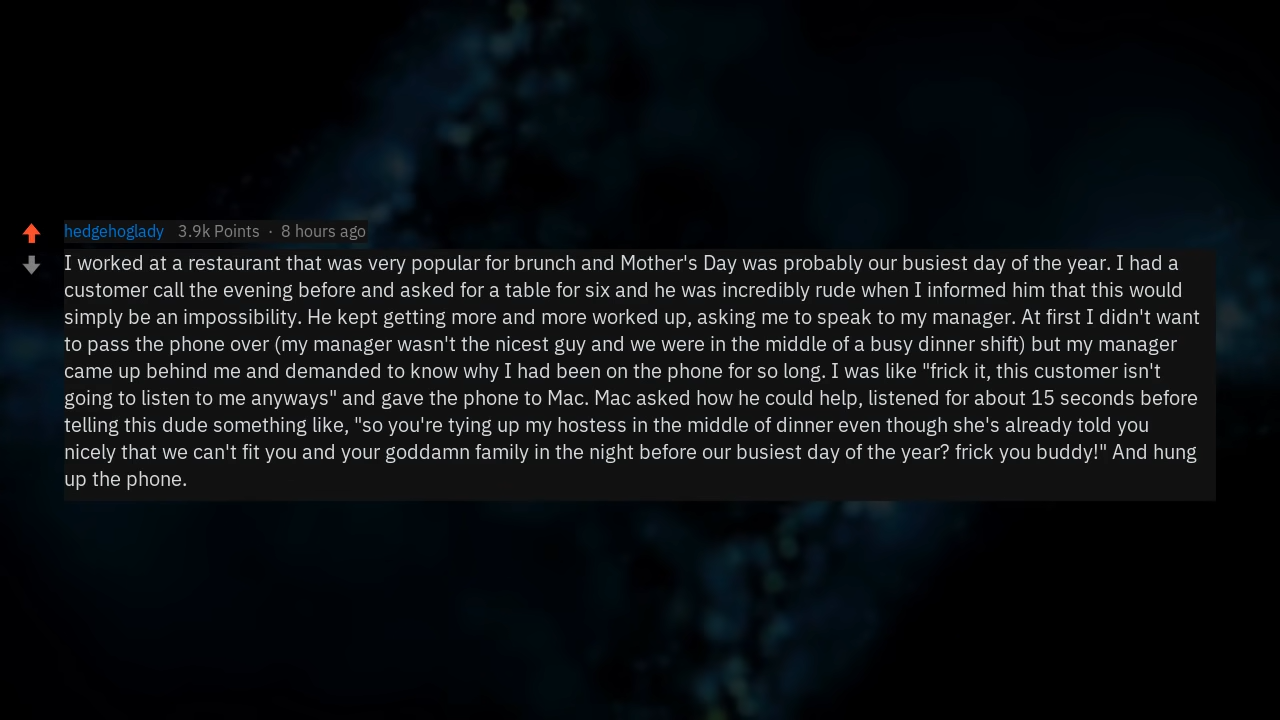 hedgehoglady 3.9k Points · 8 hours ago
I worked at a restaurant that was very popular for brunch and Mother's Day was probably our busiest day of the year. I had a
customer call the evening before and asked for a table for six and he was incredibly rude when I informed him that this would
simply be an impossibility. He kept getting more and more worked up, asking me to speak to my manager. At first I didn't want
to pass the phone over (my manager wasn't the nicest guy and we were in the middle of a busy dinner shift) but my manager
came up behind me and demanded to know why I had been on the phone for so long. I was like "frick it, this customer isn't
going to listen to me anyways" and gave the phone to Mac. Mac asked how he could help, listened for about 15 seconds before
telling this dude something like, "so you're tying up my hostess in the middle of dinner even though she's already told you
nicely that we can't fit you and your goddamn family in the night before our busiest day of the year? frick you buddy!" And hung
up the phone.